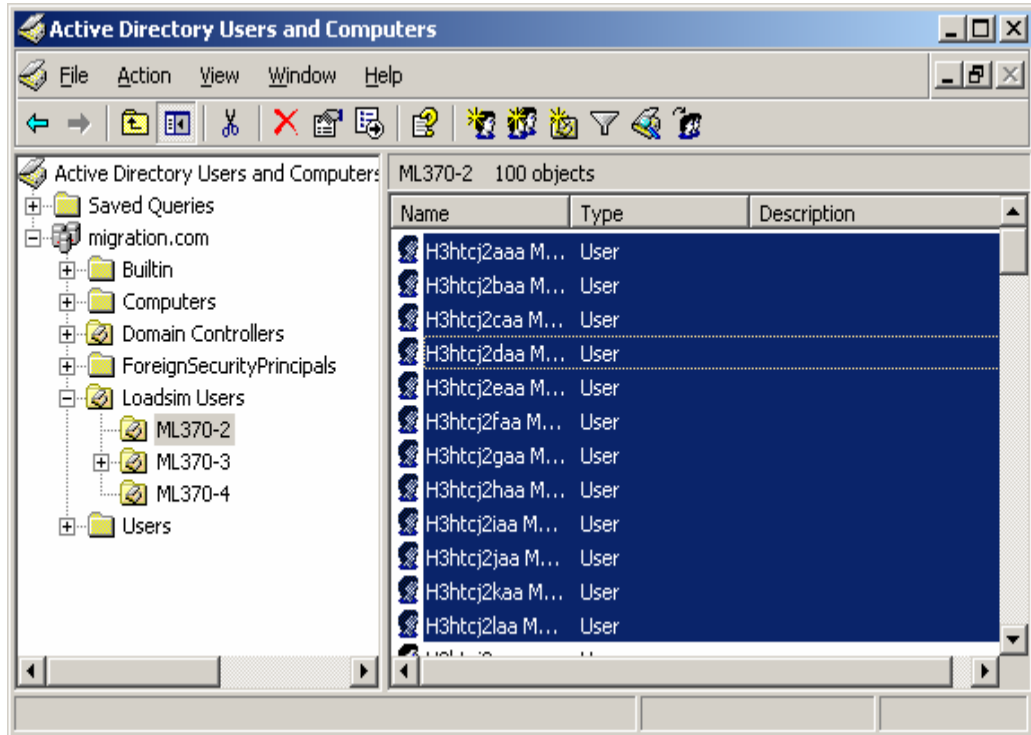 Active Directory Users and Computers
File Action View Window Help
Active Directory Users and Computers
Saved Queries
migration.com
Builtin
Computers
Domain Controllers
ForeignSecurityPrincipals
Loadsim Users
ML370-2
ML370-3
ML370-4
Users
ML370-2 100 objects
Name Type Description
H3htcj2aaa M... User
H3htcj2baa M... User
H3htcj2caa M... User
H3htcj2daa M... User
H3htcj2eaa M... User
H3htcj2faa M... User
H3htcj2gaa M... User
H3htcj2haa M... User
H3htcj2iaa M... User
H3htcj2jaa M... User
H3htcj2kaa M... User
H3htcj2laa M... User